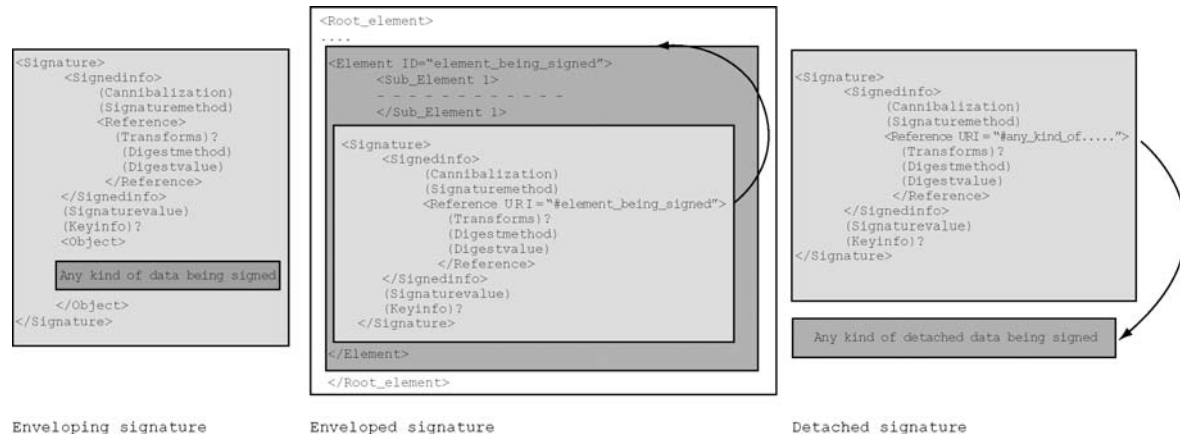 <Signature>
<Signedinfo>
(Cannibalization)
(Signaturemethod)
<Reference>
(Transforms)?
(Digestmethod)
(Digestvalue)
</Reference>
</Signedinfo>
(Signaturevalue)
(Keyinfo)?
<Object>
Any kind of data being signed
</Object>
</Signature>
Enveloping signature
<Root_element>
....
<Element ID="element_being_signed">
<Sub_Element 1>
- - - - - - - - - - - -
</Sub_Element 1>
<Signature>
<Signedinfo>
(Cannibalization)
(Signaturemethod)
<Reference URI="#element_being_signed">
(Transforms)?
(Digestmethod)
(Digestvalue)
</Reference>
</Signedinfo>
(Signaturevalue)
(Keyinfo)?
</Signature>
</Element>
</Root_element>
Enveloped signature
<Signature>
<Signedinfo>
(Cannibalization)
(Signaturemethod)
<Reference URI="#any_kind_of.....">
(Transforms)?
(Digestmethod)
(Digestvalue)
</Reference>
</Signedinfo>
(Signaturevalue)
(Keyinfo)?
</Signature>
Any kind of detached data being signed
Detached signature